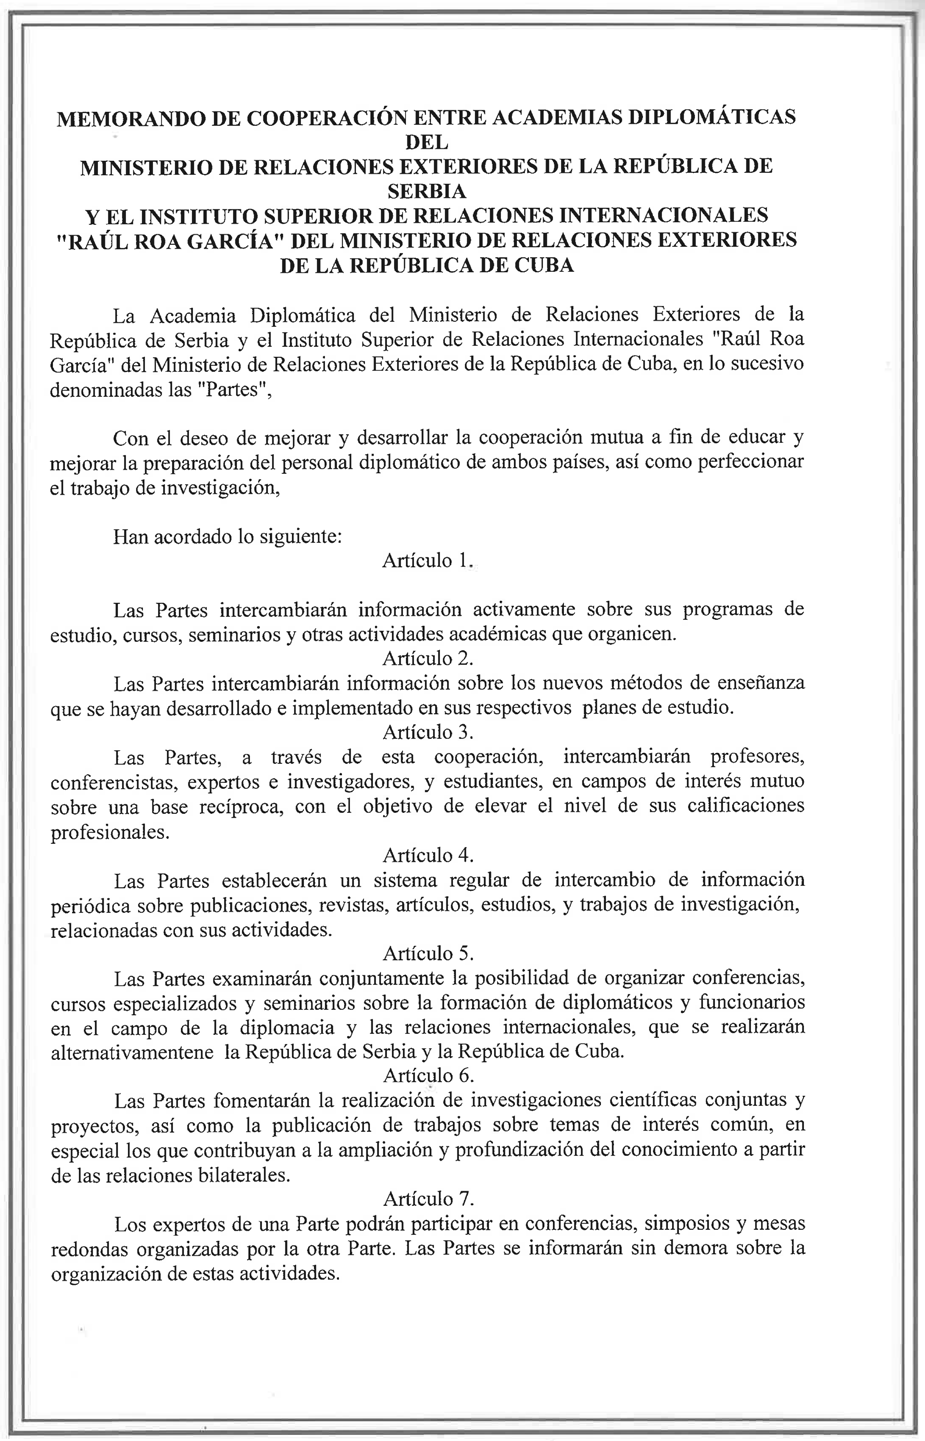 MEMORANDO DE COOPERACIÓN ENTRE ACADEMIAS DIPLOMÁTICAS
DEL
MINISTERIO DE RELACIONES EXTERIORES DE LA REPÚBLICA DE
SERBIA
Y EL INSTITUTO SUPERIOR DE RELACIONES INTERNACIONALES
"RAÚL ROA GARCÍA" DEL MINISTERIO DE RELACIONES EXTERIORES
DE LA REPÚBLICA DE CUBA
La Academia Diplomática del Ministerio de Relaciones Exteriores de la
República de Serbia y el Instituto Superior de Relaciones Internacionales "Raúl Roa
García" del Ministerio de Relaciones Exteriores de la República de Cuba, en lo sucesivo
denominadas las "Partes",
Con el deseo de mejorar y desarrollar la cooperación mutua a fin de educar y
mejorar la preparación del personal diplomático de ambos países, así como perfeccionar
el trabajo de investigación,
Han acordado lo siguiente:
Artículo 1.
Las Partes intercambiarán información activamente sobre sus programas de
estudio, cursos, seminarios y otras actividades académicas que organicen.
Artículo 2.
Las Partes intercambiarán información sobre los nuevos métodos de enseñanza
que se hayan desarrollado e implementado en sus respectivos planes de estudio.
Artículo 3.
Las Partes, a través de esta cooperación, intercambiarán profesores,
conferencistas, expertos e investigadores, y estudiantes, en campos de interés mutuo
sobre una base recíproca, con el objetivo de elevar el nivel de sus calificaciones
profesionales.
Artículo 4.
Las Partes establecerán un sistema regular de intercambio de información
periódica sobre publicaciones, revistas, artículos, estudios, y trabajos de investigación,
relacionadas con sus actividades.
Artículo 5.
Las Partes examinarán conjuntamente la posibilidad de organizar conferencias,
cursos especializados y seminarios sobre la formación de diplomáticos y funcionarios
en el campo de la diplomacia y las relaciones internacionales, que se realizarán
alternativamentene la República de Serbia y la República de Cuba.
Artículo 6.
Las Partes fomentarán la realización de investigaciones científicas conjuntas y
proyectos, así como la publicación de trabajos sobre temas de interés común, en
especial los que contribuyan a la ampliación y profundización del conocimiento a partir
de las relaciones bilaterales.
Artículo 7.
Los expertos de una Parte podrán participar en conferencias, simposios y mesas
redondas organizadas por la otra Parte. Las Partes se informarán sin demora sobre la
organización de estas actividades.